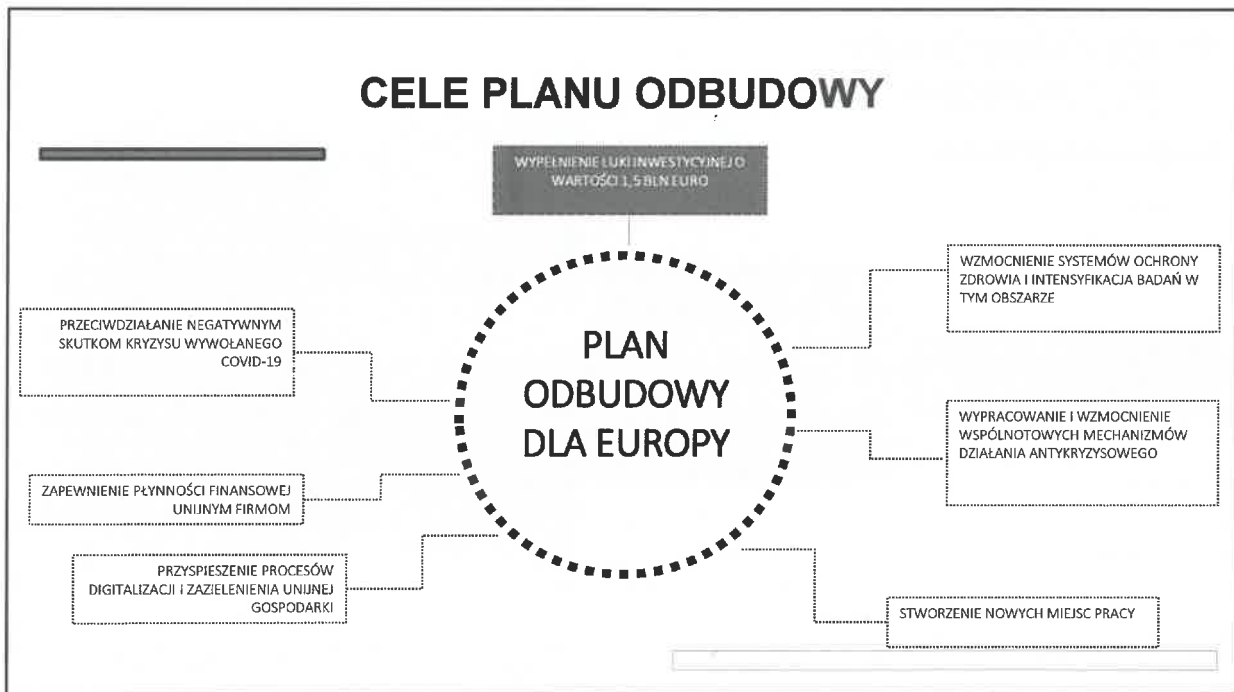 CELE PLANU ODBUDOWY
WYPEŁNIENIE LUKI INWESTYCYJNEJ O
WARTOŚCI 1,5 BLN EURO
WZMOCNIENIE SYSTEMÓW OCHRONY
ZDROWIA I INTENSYFIKACJA BADAŃ W
TYM OBSZARZE
PRZECIWDZIAŁANIE NEGATYWNYM
SKUTKOM KRYZYSU WYWOŁANEGO
COVID-19
PLAN
ODBUDOWY
DLA EUROPY
WYPRACOWANIE I WZMOCNIENIE
WSPÓLNOTOWYCH MECHANIZMÓW
DZIAŁANIA ANTYKRYZYSOWEGO
ZAPEWNIENIE PŁYNNOŚCI FINANSOWEJ
UNIJNYM FIRMOM
PRZYSPIESZENIE PROCESÓW
DIGITALIZACJI I ZAZIELENIENIA UNIJNEJ
GOSPODARKI
STWORZENIE NOWYCH MIEJSC PRACY